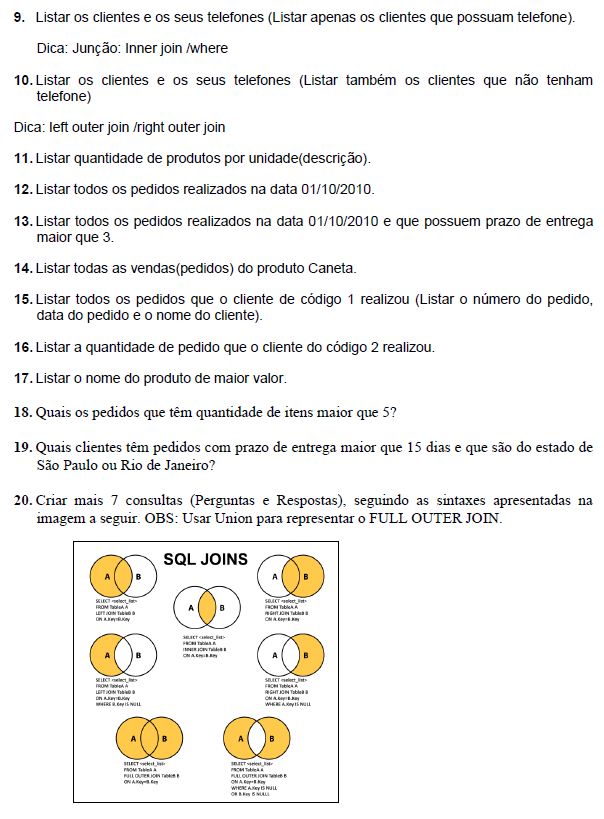 9. Listar os clientes e os seus telefones (Listar apenas os clientes que possuam telefone).
Dica: Junção: Inner join /where
10. Listar os clientes e os seus telefones (Listar também os clientes que não tenham
telefone)
Dica: left outer join /right outer join
11. Listar quantidade de produtos por unidade(descrição).
12. Listar todos os pedidos realizados na data 01/10/2010.
13. Listar todos os pedidos realizados na data 01/10/2010 e que possuem prazo de entrega
maior que 3.
14. Listar todas as vendas(pedidos) do produto Caneta.
15. Listar todos os pedidos que o cliente de código 1 realizou (Listar o número do pedido,
data do pedido e o nome do cliente).
16. Listar a quantidade de pedido que o cliente do código 2 realizou.
17. Listar o nome do produto de maior valor.
18. Quais os pedidos que têm quantidade de itens maior que 5?
19. Quais clientes têm pedidos com prazo de entrega maior que 15 dias e que são do estado de
São Paulo ou Rio de Janeiro?
20. Criar mais 7 consultas (Perguntas e Respostas), seguindo as sintaxes apresentadas na
imagem a seguir. OBS: Usar Union para representar o FULL OUTER JOIN.
SQL JOINS
A B
SELECT <select_list>
FROM TableA A
LEFT JOIN TableB B
ON A.Key=B.Key
A B
SELECT <select_list>
FROM TableA A
INNER JOIN TableB B
ON A.Key=B.Key
A B
SELECT <select_list>
FROM TableA A
RIGHT JOIN TableB B
ON A.Key=B.Key
A B
SELECT <select_list>
FROM TableA A
LEFT JOIN TableB B
ON A.Key=B.Key
WHERE B.Key IS NULL
A B
SELECT <select_list>
FROM TableA A
RIGHT JOIN TableB B
ON A.Key=B.Key
WHERE A.Key IS NULL
A B
SELECT <select_list>
FROM TableA A
FULL OUTER JOIN TableB B
ON A.Key=B.Key
A B
SELECT <select_list>
FROM TableA A
FULL OUTER JOIN TableB B
ON A.Key=B.Key
WHERE A.Key IS NULL
OR B.Key IS NULL